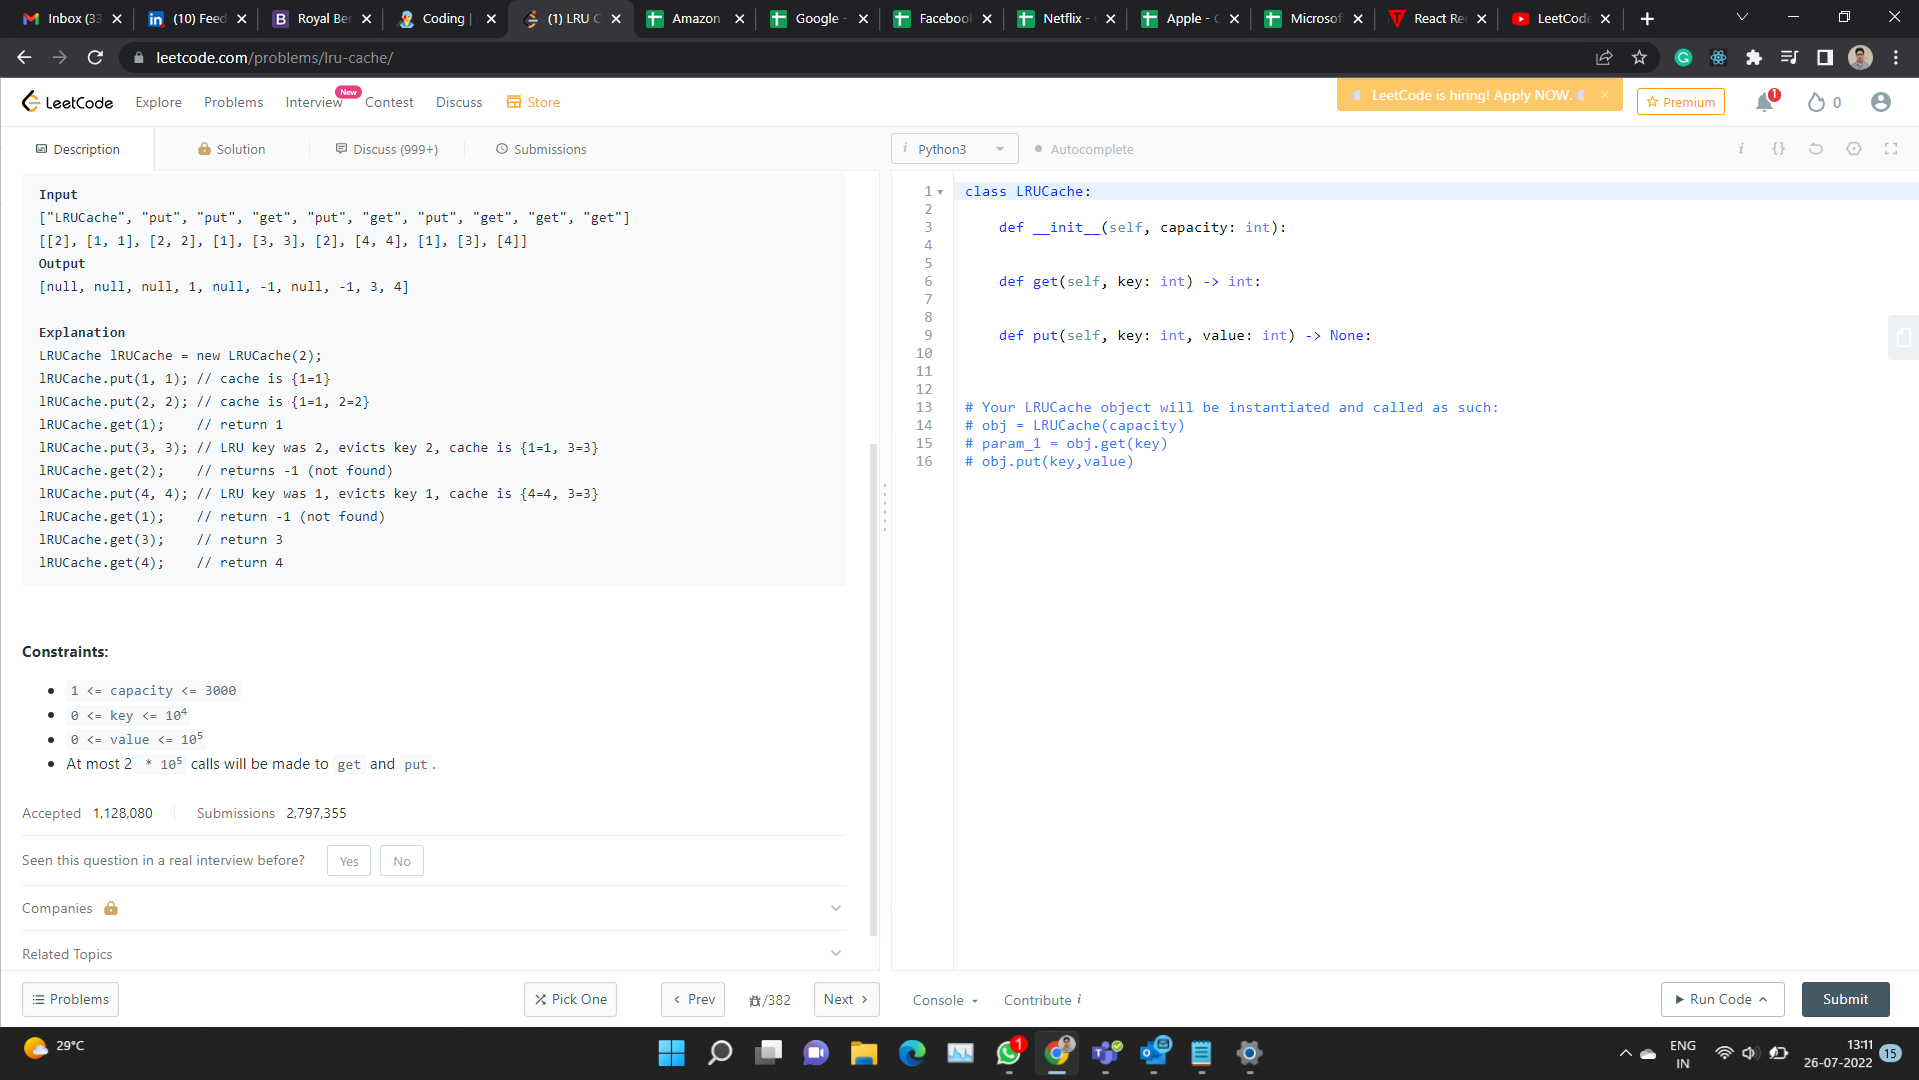 Inbox (33
(10) Feed
Royal Be
Coding |
(1) LRU C
Amazon
Google -
Facebook
Netflix -
Apple -
Microsof
React Re
LeetCode
leetcode.com/problems/lru-cache/
LeetCode
Explore
Problems
Interview
New
Contest
Discuss
Store
LeetCode is hiring! Apply NOW.
Premium
1
0
Description
Solution
Discuss (999+)
Submissions
i Python3
Autocomplete
i
{}
Input
["LRUCache", "put", "put", "get", "put", "get", "put", "get", "get", "get"]
[[2], [1, 1], [2, 2], [1], [3, 3], [2], [4, 4], [1], [3], [4]]
Output
[null, null, null, 1, null, -1, null, -1, 3, 4]
Explanation
LRUCache lRUCache = new LRUCache(2);
lRUCache.put(1, 1); // cache is {1=1}
lRUCache.put(2, 2); // cache is {1=1, 2=2}
lRUCache.get(1);    // return 1
lRUCache.put(3, 3); // LRU key was 2, evicts key 2, cache is {1=1, 3=3}
lRUCache.get(2);    // returns -1 (not found)
lRUCache.put(4, 4); // LRU key was 1, evicts key 1, cache is {4=4, 3=3}
lRUCache.get(1);    // return -1 (not found)
lRUCache.get(3);    // return 3
lRUCache.get(4);    // return 4
Constraints:
• 1 <= capacity <= 3000
• 0 <= key <= 10⁴
• 0 <= value <= 10⁵
• At most 2 * 10⁵ calls will be made to get and put.
Accepted 1,128,080
Submissions 2,797,355
Seen this question in a real interview before?
Yes
No
Companies
Related Topics
1 class LRUCache:
2
3     def __init__(self, capacity: int):
4
5
6     def get(self, key: int) -> int:
7
8
9     def put(self, key: int, value: int) -> None:
10
11
12
13 # Your LRUCache object will be instantiated and called as such:
14 # obj = LRUCache(capacity)
15 # param_1 = obj.get(key)
16 # obj.put(key,value)
Problems
Pick One
< Prev
/382
Next >
Console
Contribute i
Run Code
Submit
29°C
1
ENG
IN
13:11
26-07-2022
15